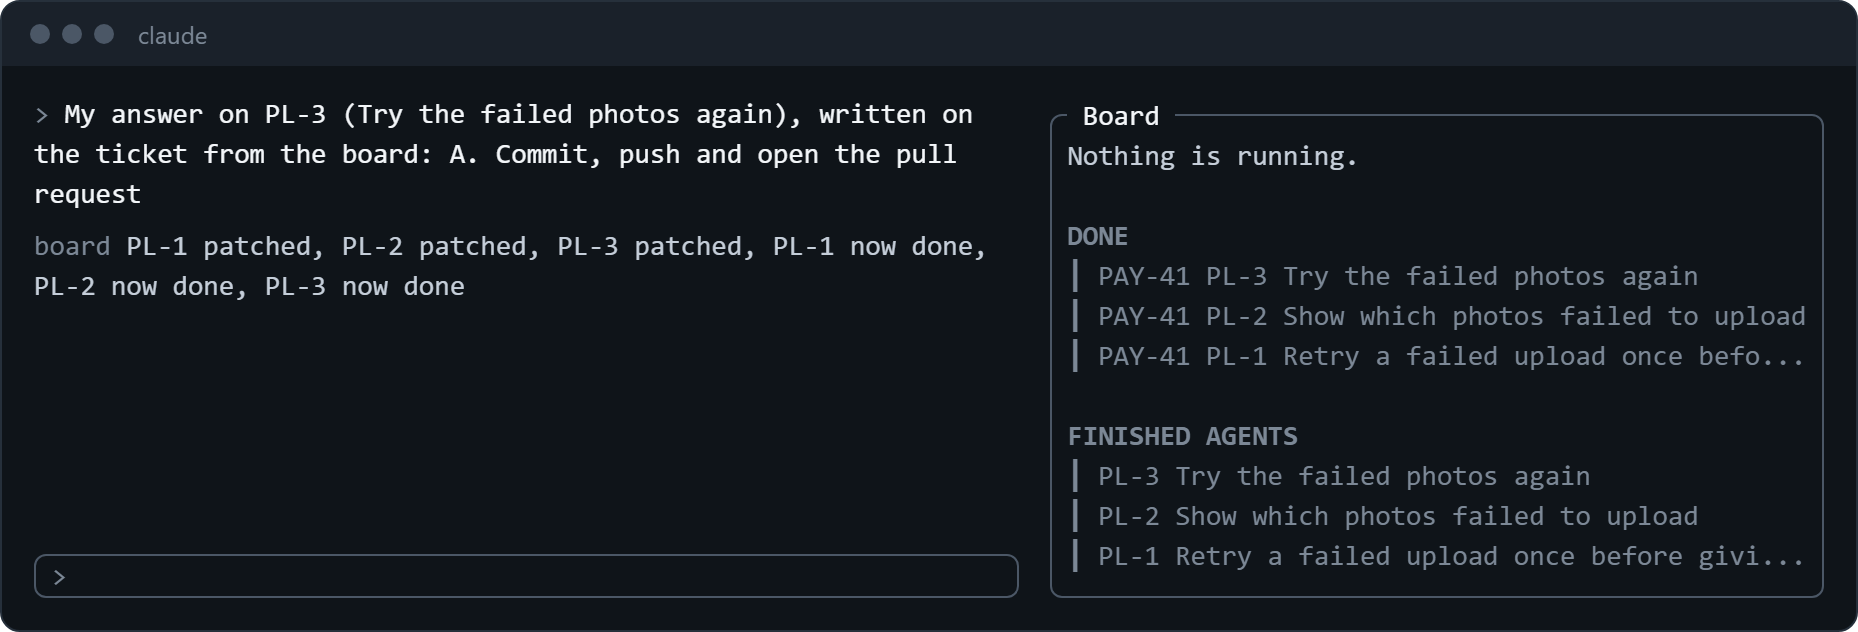 claude
> My answer on PL-3 (Try the failed photos again), written on
the ticket from the board: A. Commit, push and open the pull
request
board PL-1 patched, PL-2 patched, PL-3 patched, PL-1 now done,
PL-2 now done, PL-3 now done
>
Board
Nothing is running.
DONE
PAY-41 PL-3 Try the failed photos again
PAY-41 PL-2 Show which photos failed to upload
PAY-41 PL-1 Retry a failed upload once befo...
FINISHED AGENTS
PL-3 Try the failed photos again
PL-2 Show which photos failed to upload
PL-1 Retry a failed upload once before givi...